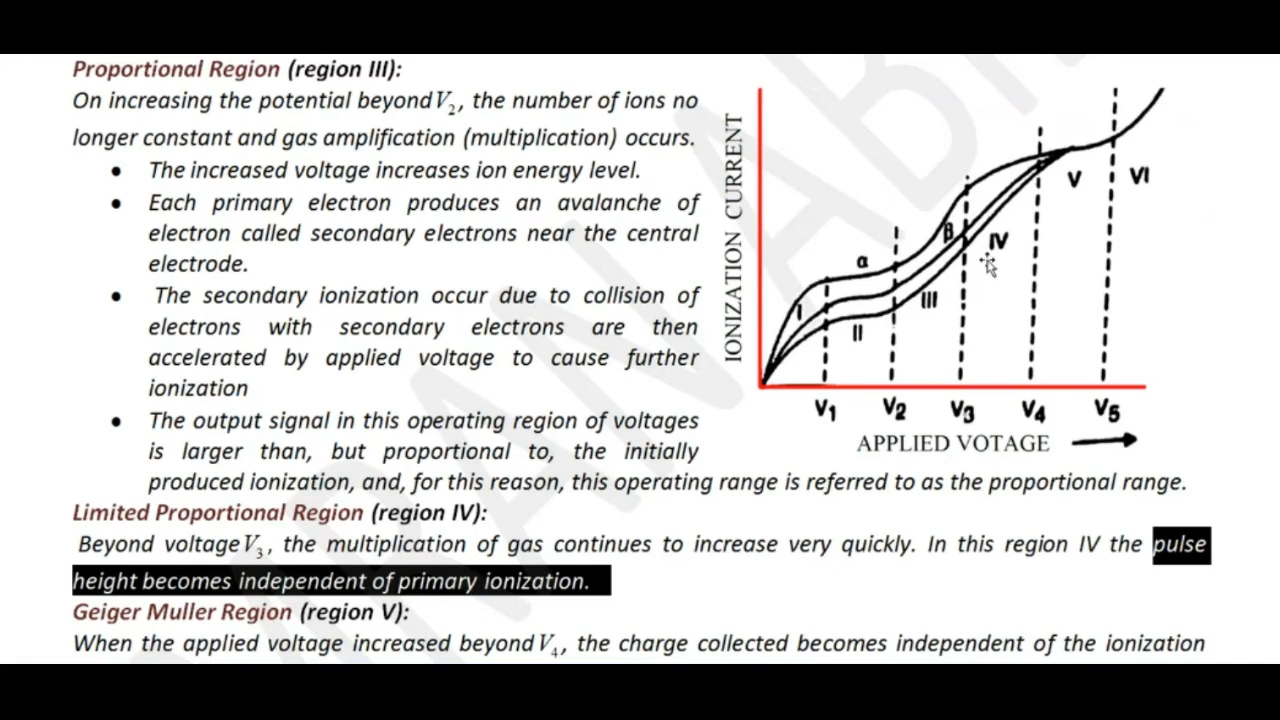 Proportional Region (region III):
On increasing the potential beyond V₂, the number of ions no
longer constant and gas amplification (multiplication) occurs.
• The increased voltage increases ion energy level.
• Each primary electron produces an avalanche of
electron called secondary electrons near the central
electrode.
• The secondary ionization occur due to collision of
electrons with secondary electrons are then
accelerated by applied voltage to cause further
ionization
• The output signal in this operating region of voltages
is larger than, but proportional to, the initially
produced ionization, and, for this reason, this operating range is referred to as the proportional range.
Limited Proportional Region (region IV):
Beyond voltage V₃, the multiplication of gas continues to increase very quickly. In this region IV the pulse
height becomes independent of primary ionization.
Geiger Muller Region (region V):
When the applied voltage increased beyond V₄, the charge collected becomes independent of the ionization
IONIZATION CURRENT
α
β
I
II
III
IV
V
VI
V₁ V₂ V₃ V₄ V₅
APPLIED VOTAGE